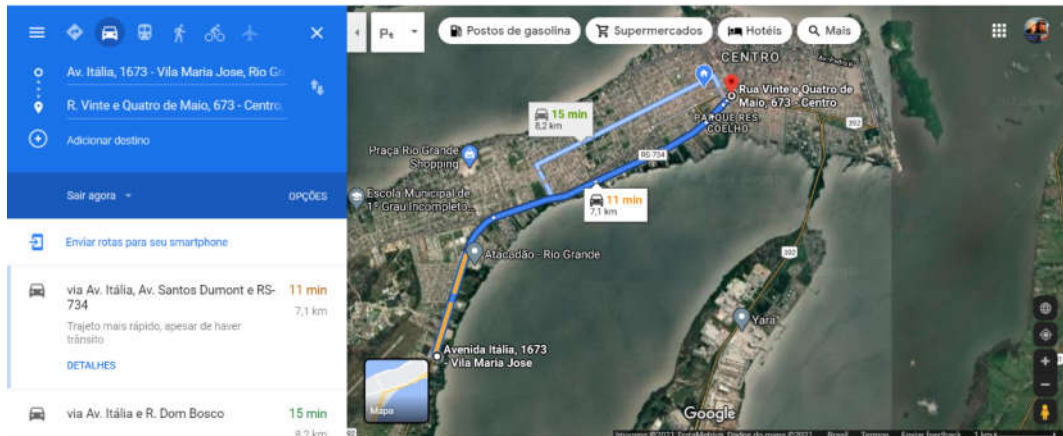 Av. Itália, 1673 - Vila Maria Jose, Rio Gr
R. Vinte e Quatro de Maio, 673 - Centro,
Adicionar destino
Sair agora
OPÇÕES
Enviar rotas para seu smartphone
via Av. Itália, Av. Santos Dumont e RS-
734
11 min
7,1 km
Trajeto mais rápido, apesar de haver
trânsito
DETALHES
via Av. Itália e R. Dom Bosco
15 min
8,2 km
Postos de gasolina
Supermercados
Hotéis
Mais
CENTRO
Rua Vinte e Quatro de
Maio, 673 - Centro
PARQUE RES.
COELHO
392
15 min
8,2 km
Praça Rio Grande
Shopping
RS-734
Escola Municipal de
1º Grau Incompleto...
11 min
7,1 km
Atacadão - Rio Grande
392
Yara
Avenida Itália, 1673
- Vila Maria Jose
Mapa
Google